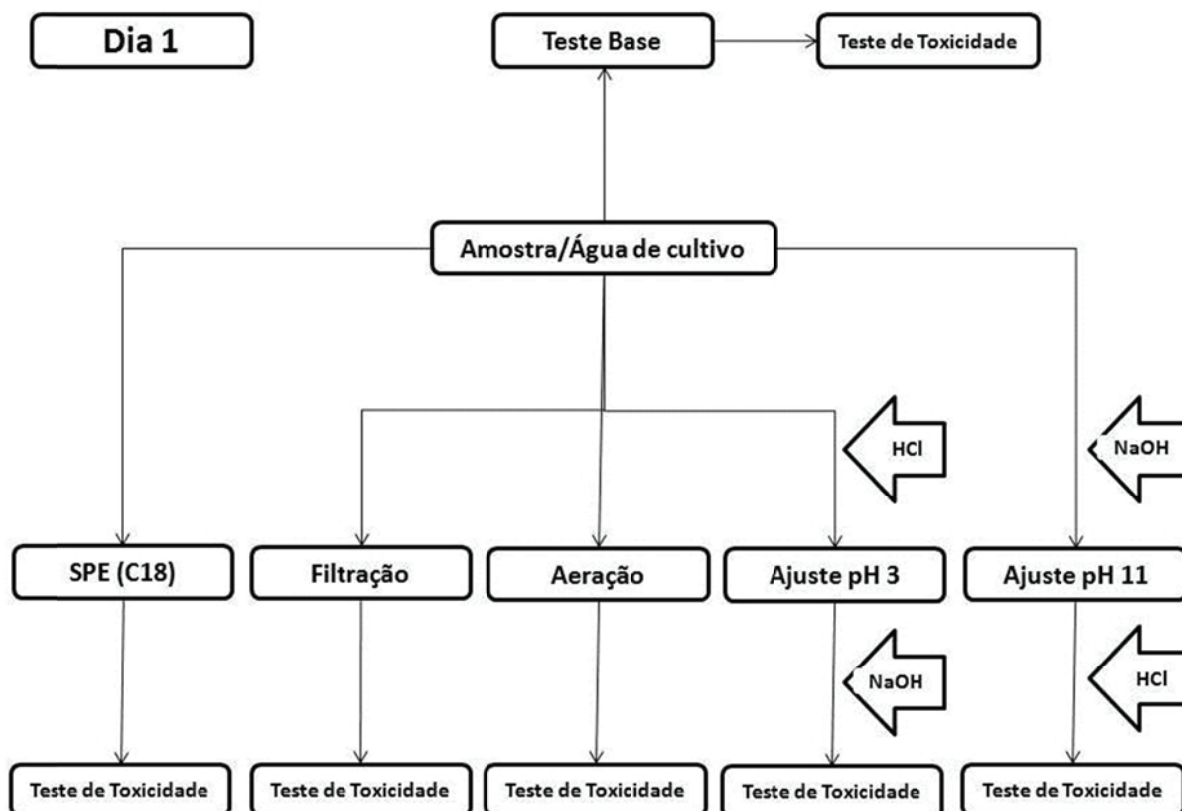 Dia 1
Teste Base
Teste de Toxicidade
Amostra/Água de cultivo
HCl
NaOH
SPE (C18)
Filtração
Aeração
Ajuste pH 3
Ajuste pH 11
NaOH
HCl
Teste de Toxicidade
Teste de Toxicidade
Teste de Toxicidade
Teste de Toxicidade
Teste de Toxicidade